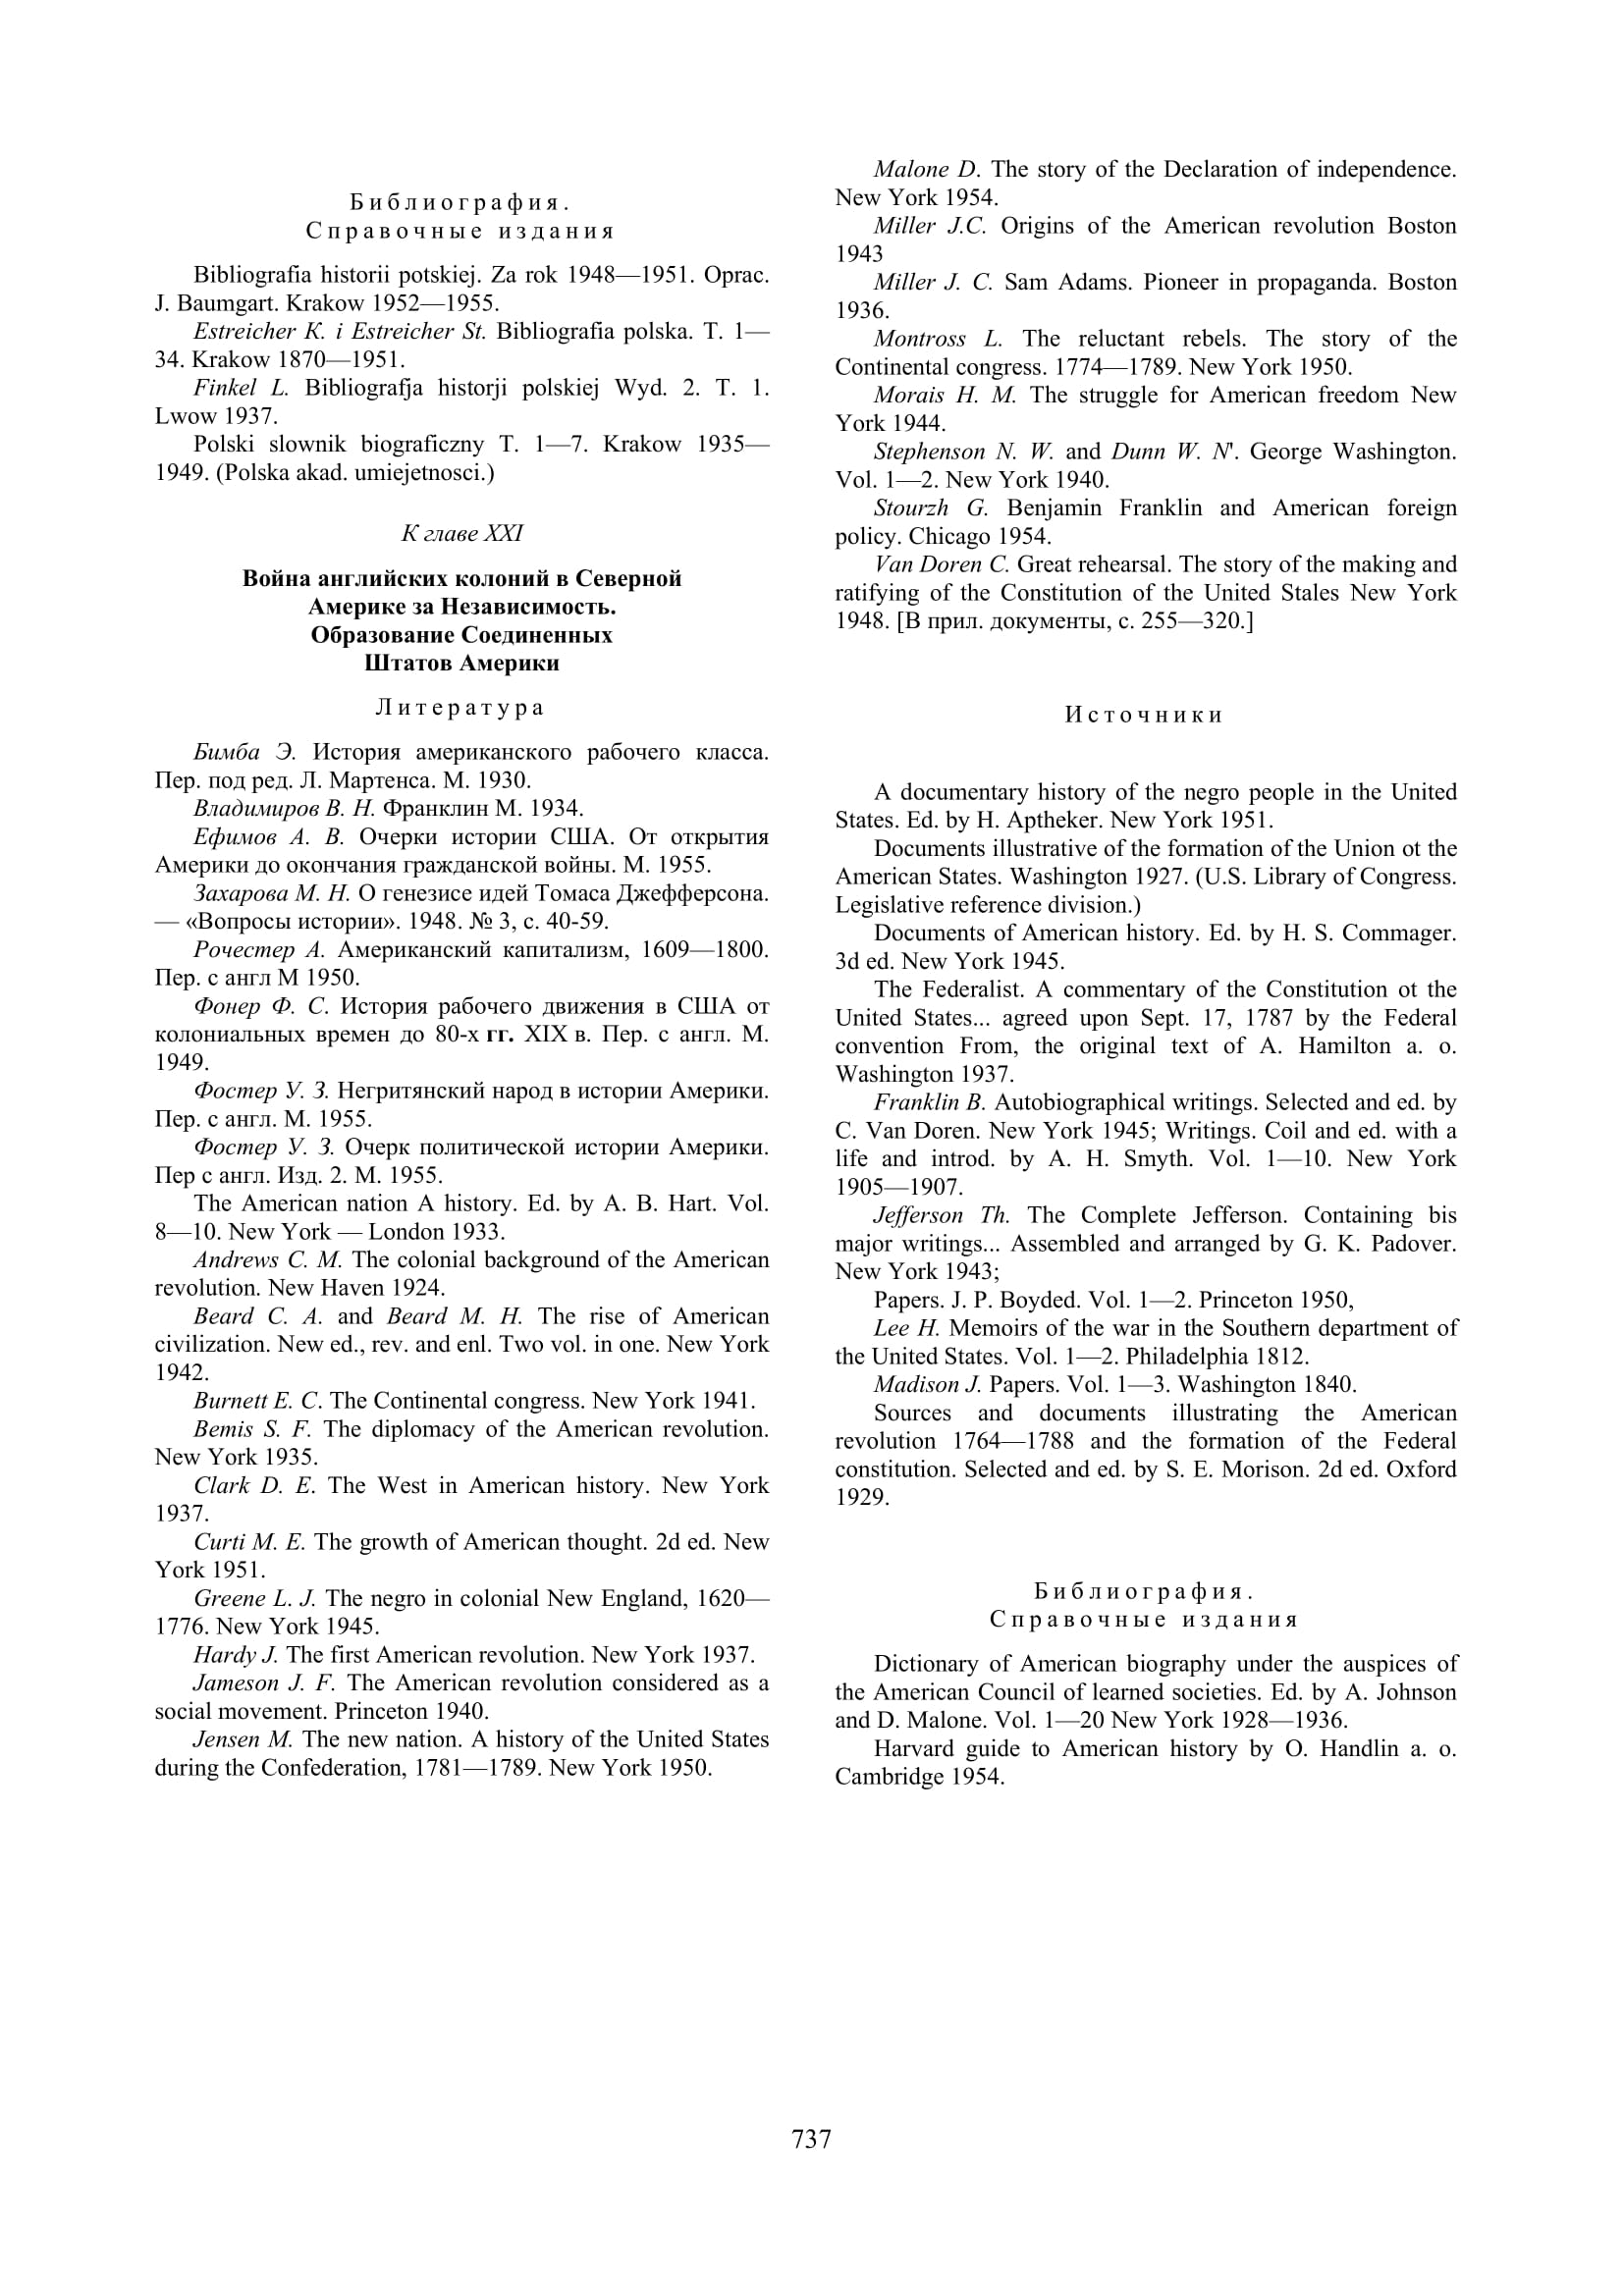 Библиография.
Справочные издания
Bibliografia historii potskiej. Za rok 1948—1951. Oprac.
J. Baumgart. Krakow 1952—1955.
Estreicher K. i Estreicher St. Bibliografia polska. T. 1—
34. Krakow 1870—1951.
Finkel L. Bibliografja historji polskiej Wyd. 2. T. 1.
Lwow 1937.
Polski slownik biograficzny T. 1—7. Krakow 1935—
1949. (Polska akad. umiejetnosci.)
К главе XXI
Война английских колоний в Северной
Америке за Независимость.
Образование Соединенных
Штатов Америки
Литература
Бимба Э. История американского рабочего класса.
Пер. под ред. Л. Мартенса. М. 1930.
Владимиров В. Н. Франклин М. 1934.
Ефимов А. В. Очерки истории США. От открытия
Америки до окончания гражданской войны. М. 1955.
Захарова М. Н. О генезисе идей Томаса Джефферсона.
— «Вопросы истории». 1948. № 3, с. 40-59.
Рочестер А. Американский капитализм, 1609—1800.
Пер. с англ М 1950.
Фонер Ф. С. История рабочего движения в США от
колониальных времен до 80-х гг. XIX в. Пер. с англ. М.
1949.
Фостер У. З. Негритянский народ в истории Америки.
Пер. с англ. М. 1955.
Фостер У. З. Очерк политической истории Америки.
Пер с англ. Изд. 2. М. 1955.
The American nation A history. Ed. by A. B. Hart. Vol.
8—10. New York — London 1933.
Andrews C. M. The colonial background of the American
revolution. New Haven 1924.
Beard C. A. and Beard M. H. The rise of American
civilization. New ed., rev. and enl. Two vol. in one. New York
1942.
Burnett E. C. The Continental congress. New York 1941.
Bemis S. F. The diplomacy of the American revolution.
New York 1935.
Clark D. E. The West in American history. New York
1937.
Curti M. E. The growth of American thought. 2d ed. New
York 1951.
Greene L. J. The negro in colonial New England, 1620—
1776. New York 1945.
Hardy J. The first American revolution. New York 1937.
Jameson J. F. The American revolution considered as a
social movement. Princeton 1940.
Jensen M. The new nation. A history of the United States
during the Confederation, 1781—1789. New York 1950.
Malone D. The story of the Declaration of independence.
New York 1954.
Miller J.C. Origins of the American revolution Boston
1943
Miller J. C. Sam Adams. Pioneer in propaganda. Boston
1936.
Montross L. The reluctant rebels. The story of the
Continental congress. 1774—1789. New York 1950.
Morais H. M. The struggle for American freedom New
York 1944.
Stephenson N. W. and Dunn W. N'. George Washington.
Vol. 1—2. New York 1940.
Stourzh G. Benjamin Franklin and American foreign
policy. Chicago 1954.
Van Doren C. Great rehearsal. The story of the making and
ratifying of the Constitution of the United Stales New York
1948. [В прил. документы, с. 255—320.]
Источники
A documentary history of the negro people in the United
States. Ed. by H. Aptheker. New York 1951.
Documents illustrative of the formation of the Union ot the
American States. Washington 1927. (U.S. Library of Congress.
Legislative reference division.)
Documents of American history. Ed. by H. S. Commager.
3d ed. New York 1945.
The Federalist. A commentary of the Constitution ot the
United States... agreed upon Sept. 17, 1787 by the Federal
convention From, the original text of A. Hamilton a. o.
Washington 1937.
Franklin B. Autobiographical writings. Selected and ed. by
C. Van Doren. New York 1945; Writings. Coil and ed. with a
life and introd. by A. H. Smyth. Vol. 1—10. New York
1905—1907.
Jefferson Th. The Complete Jefferson. Containing bis
major writings... Assembled and arranged by G. K. Padover.
New York 1943;
Papers. J. P. Boyded. Vol. 1—2. Princeton 1950,
Lee H. Memoirs of the war in the Southern department of
the United States. Vol. 1—2. Philadelphia 1812.
Madison J. Papers. Vol. 1—3. Washington 1840.
Sources and documents illustrating the American
revolution 1764—1788 and the formation of the Federal
constitution. Selected and ed. by S. E. Morison. 2d ed. Oxford
1929.
Библиография.
Справочные издания
Dictionary of American biography under the auspices of
the American Council of learned societies. Ed. by A. Johnson
and D. Malone. Vol. 1—20 New York 1928—1936.
Harvard guide to American history by O. Handlin a. o.
Cambridge 1954.
737